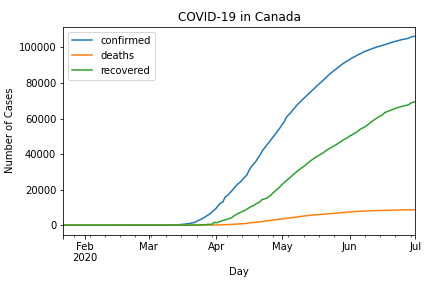 COVID-19 in Canada
confirmed
deaths
recovered
Number of Cases
100000
80000
60000
40000
20000
0
Feb Mar Apr May Jun Jul
2020
Day